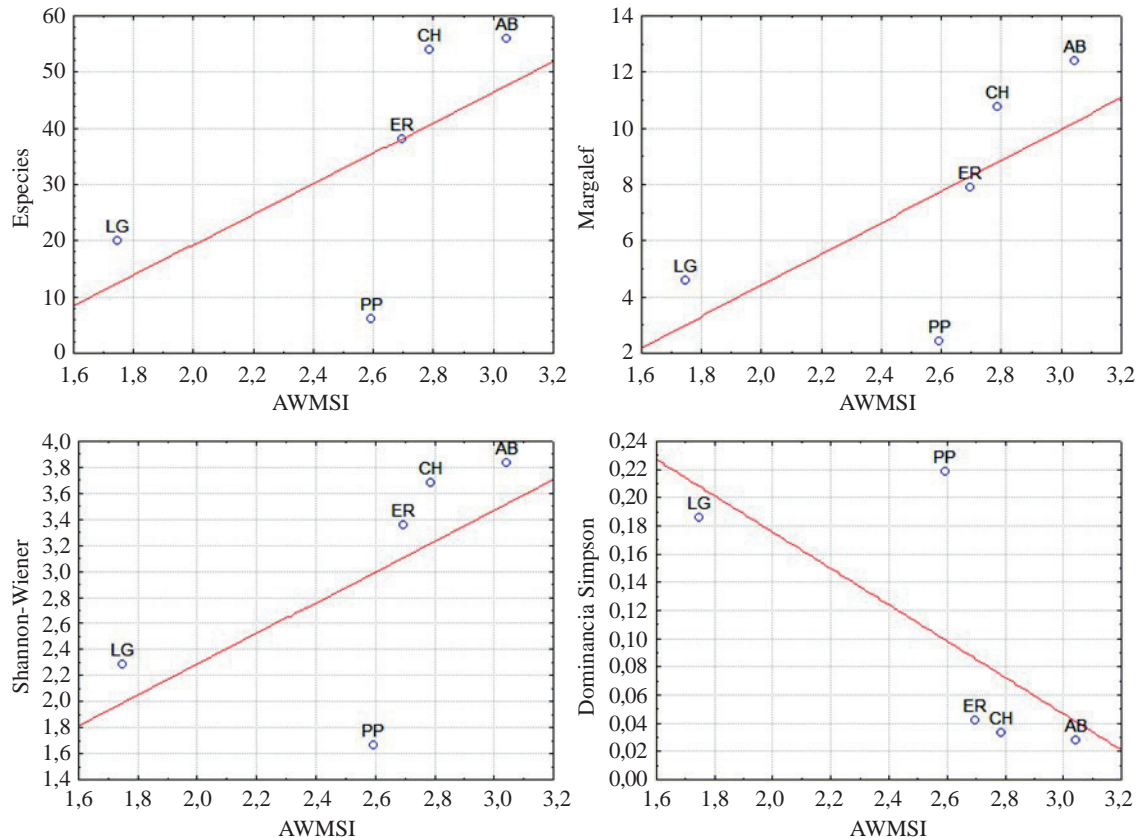 60
50
40
30
20
10
0
Especies
AB
CH
ER
LG
PP
1,6 1,8 2,0 2,2 2,4 2,6 2,8 3,0 3,2
AWMSI
14
12
10
8
6
4
2
Margalef
AB
CH
ER
LG
PP
1,6 1,8 2,0 2,2 2,4 2,6 2,8 3,0 3,2
AWMSI
4,0
3,8
3,6
3,4
3,2
3,0
2,8
2,6
2,4
2,2
2,0
1,8
1,6
1,4
Shannon-Wiener
AB
CH
ER
LG
PP
1,6 1,8 2,0 2,2 2,4 2,6 2,8 3,0 3,2
AWMSI
0,24
0,22
0,20
0,18
0,16
0,14
0,12
0,10
0,08
0,06
0,04
0,02
0,00
Dominancia Simpson
PP
LG
ER
CH
AB
1,6 1,8 2,0 2,2 2,4 2,6 2,8 3,0 3,2
AWMSI